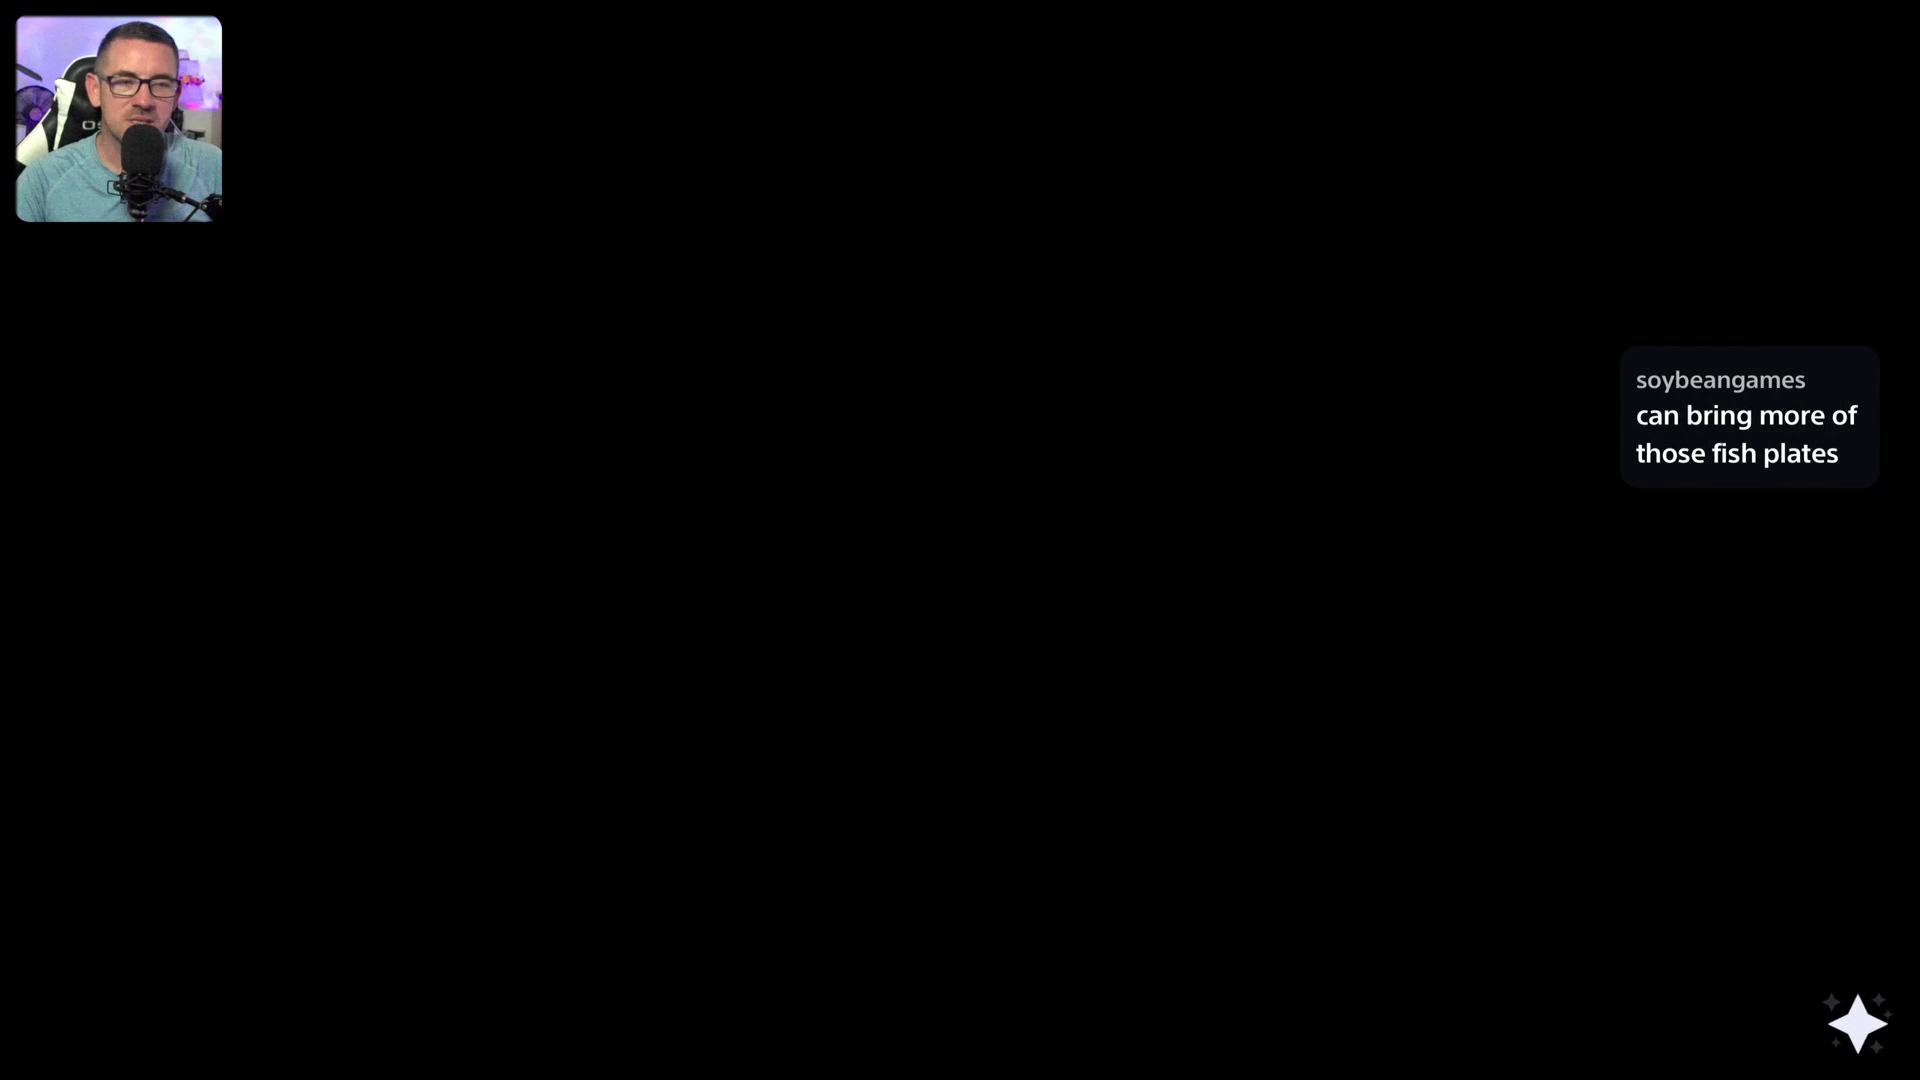 soybeangames
can bring more of
those fish plates